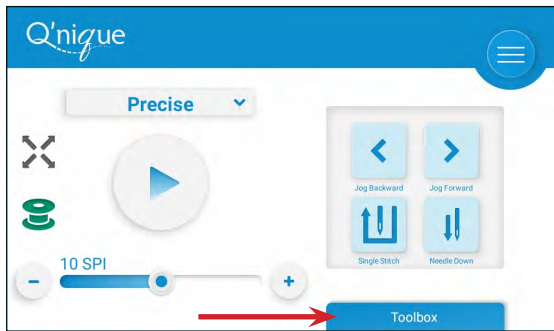 Q'nique
Precise
Jog Backward
Jog Forward
10 SPI
Single Stitch
Needle Down
Toolbox